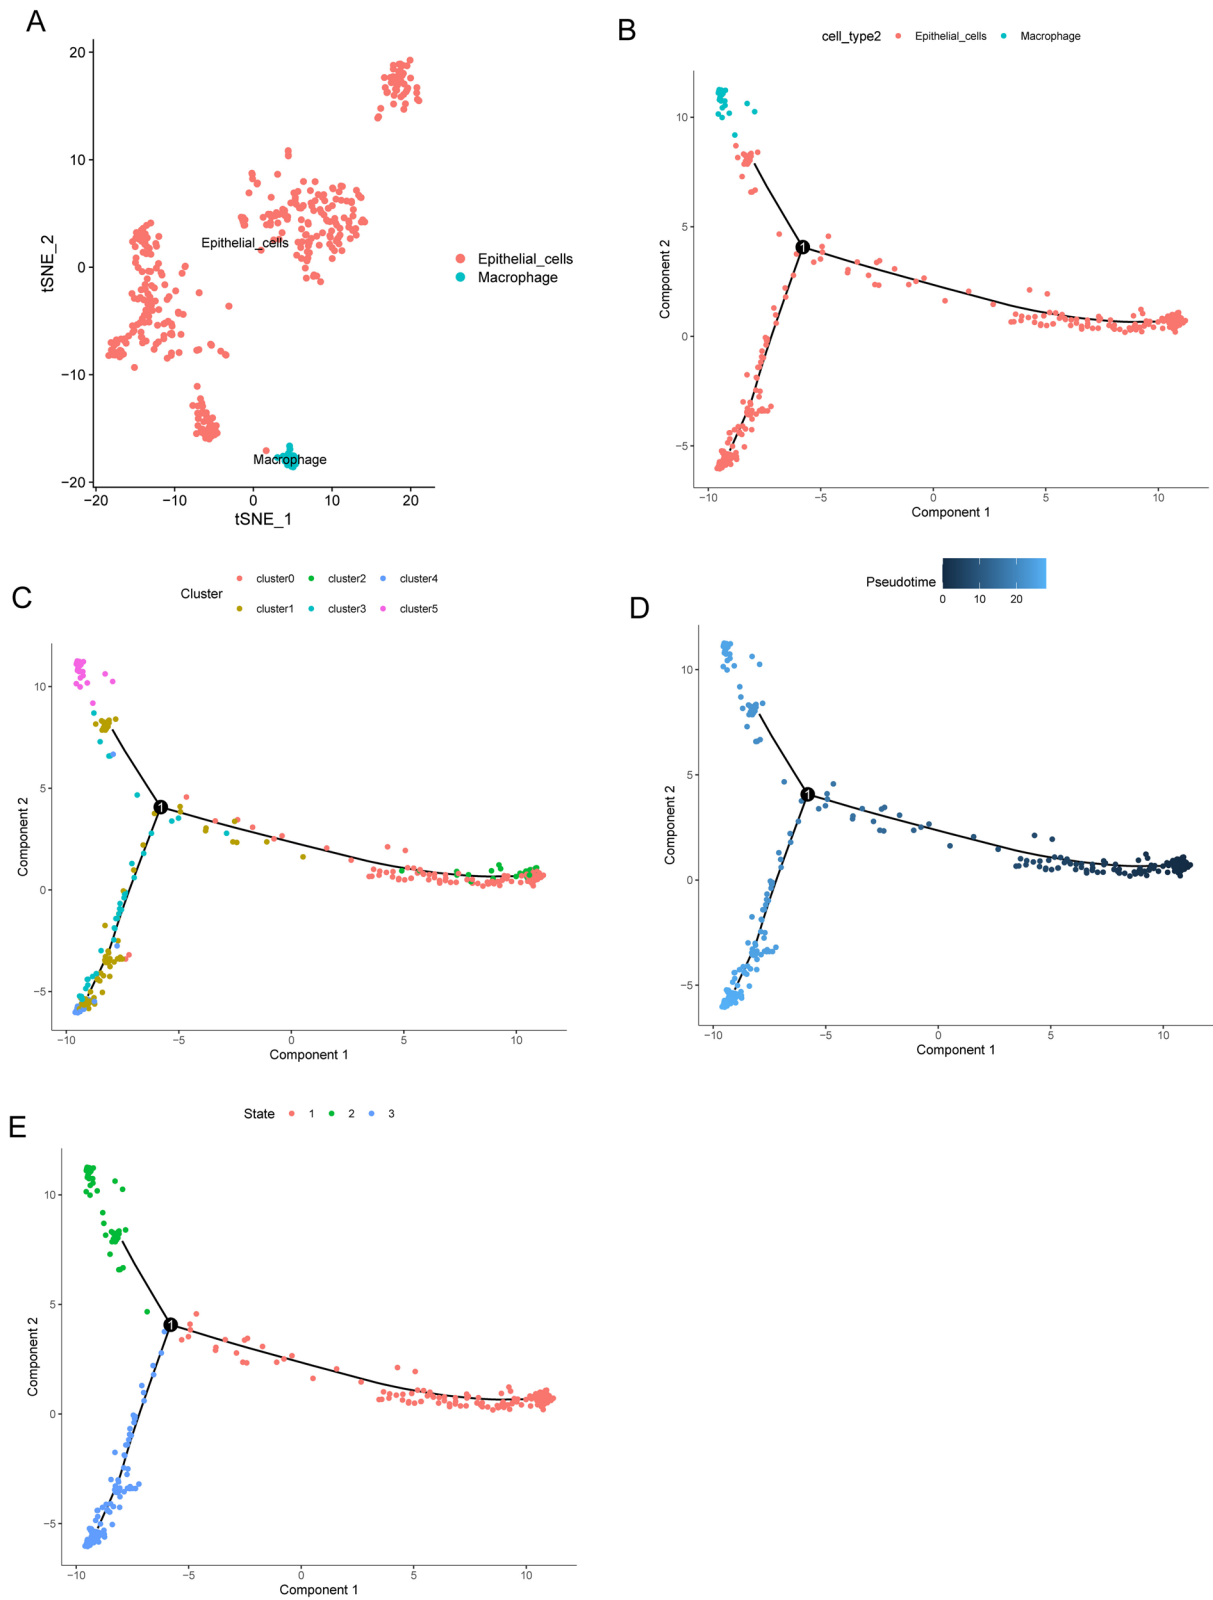 A
20
10
0
−10
−20
tSNE_2
Epithelial_cells
Macrophage
Epithelial_cells
Macrophage
−20 −10 0 10 20
tSNE_1
B
cell_type2 Epithelial_cells Macrophage
10
5
0
−5
Component 2
−10 −5 0 5 10
Component 1
1
C
Cluster
cluster0 cluster2 cluster4
cluster1 cluster3 cluster5
10
5
0
−5
Component 2
1
−10 −5 0 5 10
Component 1
D
Pseudotime
0 10 20
10
5
0
−5
Component 2
1
−10 −5 0 5 10
Component 1
E
State 1 2 3
10
5
0
−5
Component 2
1
−10 −5 0 5 10
Component 1